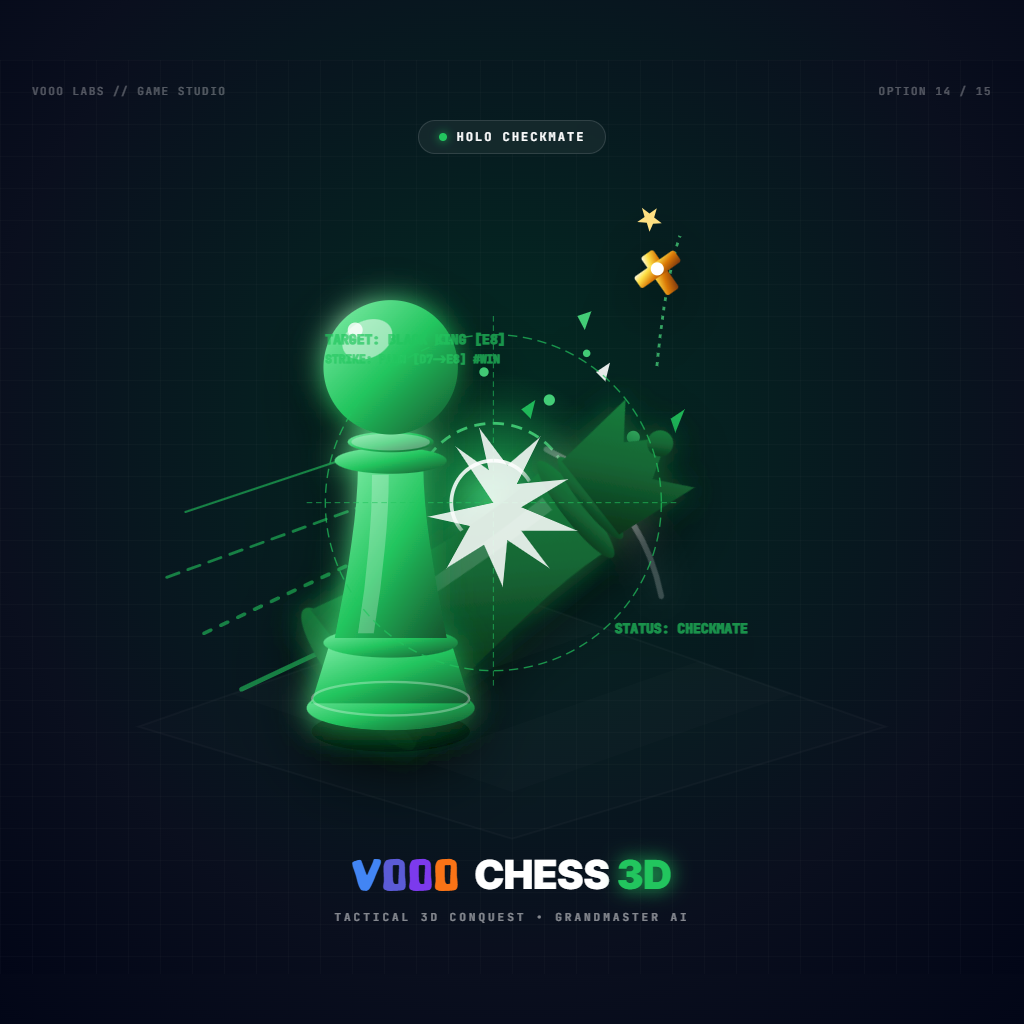 VOOO LABS // GAME STUDIO
OPTION 14 / 15
HOLO CHECKMATE
TARGET: KING [E8]
STRIKE: [D7→E8] #WIN
STATUS: CHECKMATE
VOOO CHESS 3D
TACTICAL 3D CONQUEST • GRANDMASTER AI